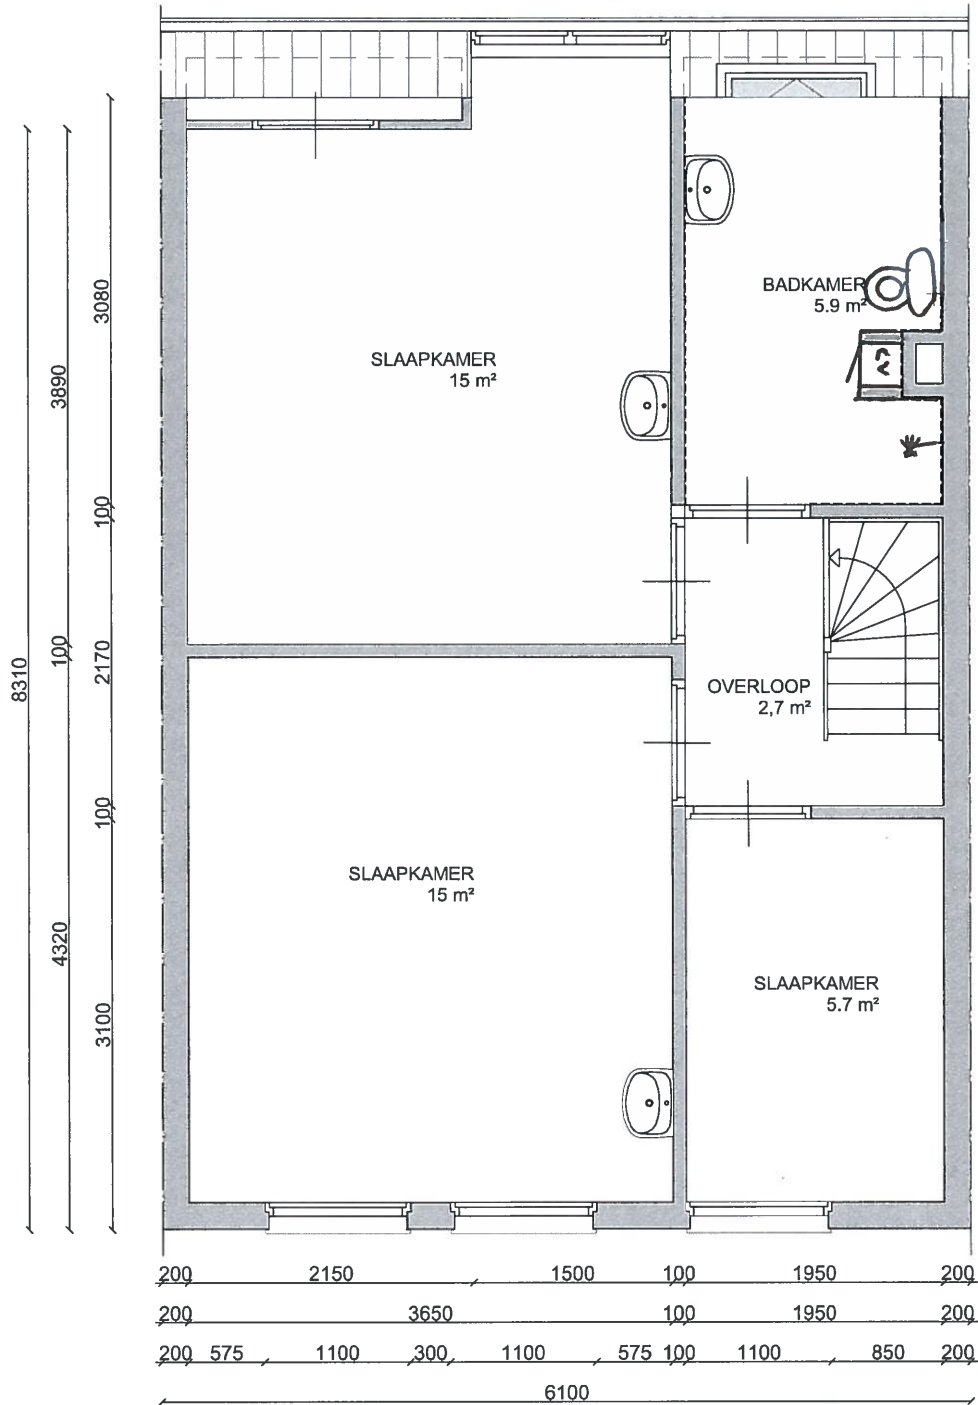 BADKAMER
5.9 m²
SLAAPKAMER
15 m²
OVERLOOP
2,7 m²
SLAAPKAMER
15 m²
SLAAPKAMER
5.7 m²
8310
3890
100
4320
3080
100
2170
100
3100
200 2150 1500 100 1950 200
200 3650 100 1950 200
200 575 1100 300 1100 575 100 1100 850 200
6100